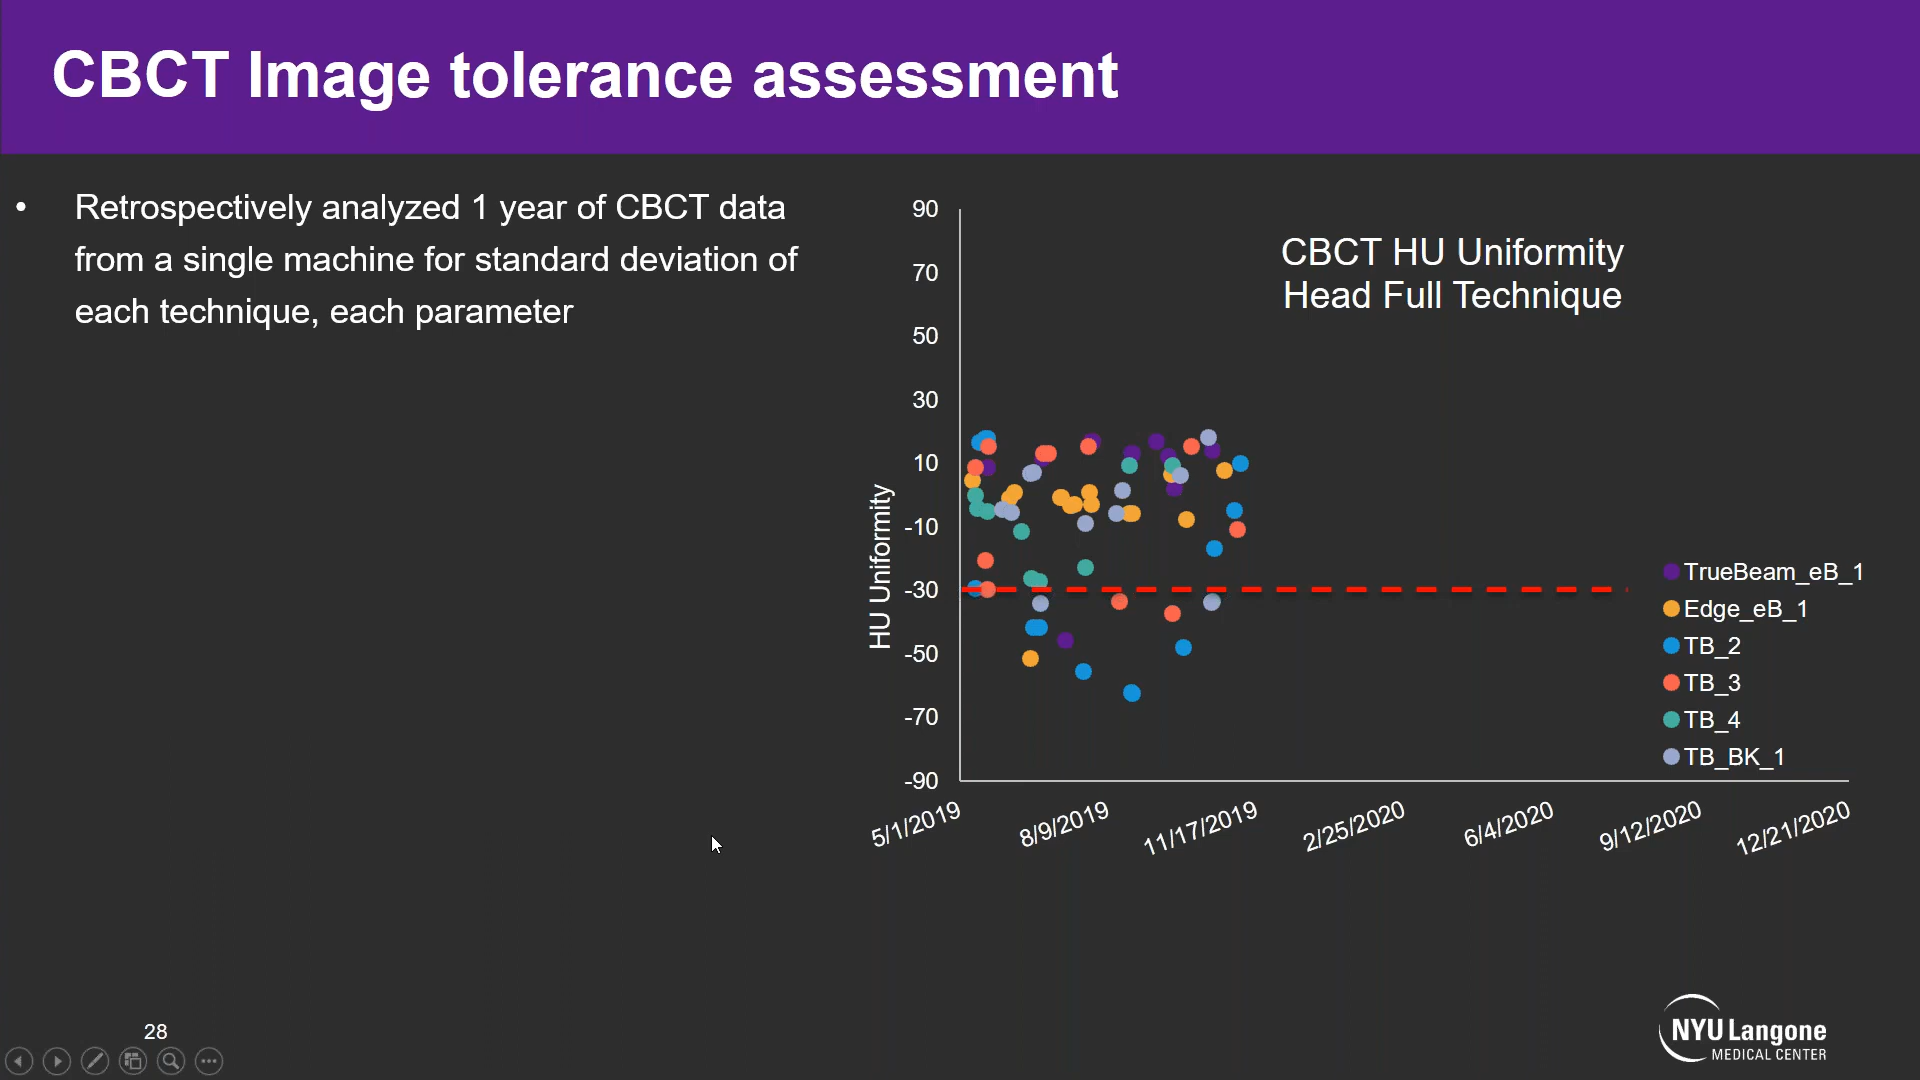 CBCT Image tolerance assessment
• Retrospectively analyzed 1 year of CBCT data
from a single machine for standard deviation of
each technique, each parameter
CBCT HU Uniformity
Head Full Technique
HU Uniformity
90
70
50
30
10
-10
-30
-50
-70
-90
5/1/2019
8/9/2019
11/17/2019
2/25/2020
6/4/2020
9/12/2020
12/21/2020
TrueBeam_eB_1
Edge_eB_1
TB_2
TB_3
TB_4
TB_BK_1
28
NYU Langone
MEDICAL CENTER